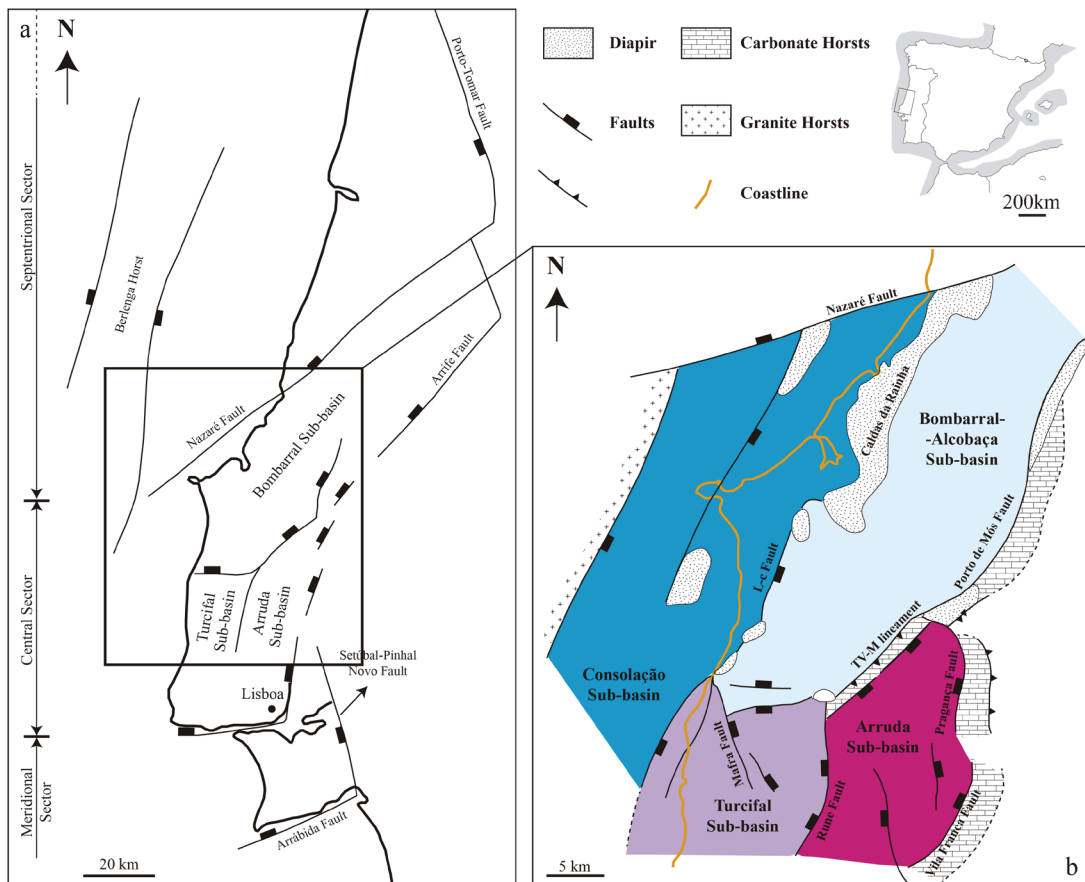 a
N
Septentrional Sector
Central Sector
Meridional
Sector
Porto-Tomar Fault
Berlenga Horst
Arrife Fault
Nazaré Fault
Bombarral Sub-basin
Turcifal
Sub-basin
Arruda
Sub-basin
Setúbal-Pinhal
Novo Fault
Lisboa
Arrábida Fault
20 km
Diapir
Carbonate Horsts
Faults
Granite Horsts
Coastline
200km
N
Nazaré Fault
Caldas da Rainha
Bombarral-
-Alcobaça
Sub-basin
Porto de Mós Fault
L-c Fault
TV-M lineament
Consolação
Sub-basin
Pragança Fault
Arruda
Sub-basin
Mafra Fault
Turcifal
Sub-basin
Rune Fault
Vila Franca Fault
5 km
b